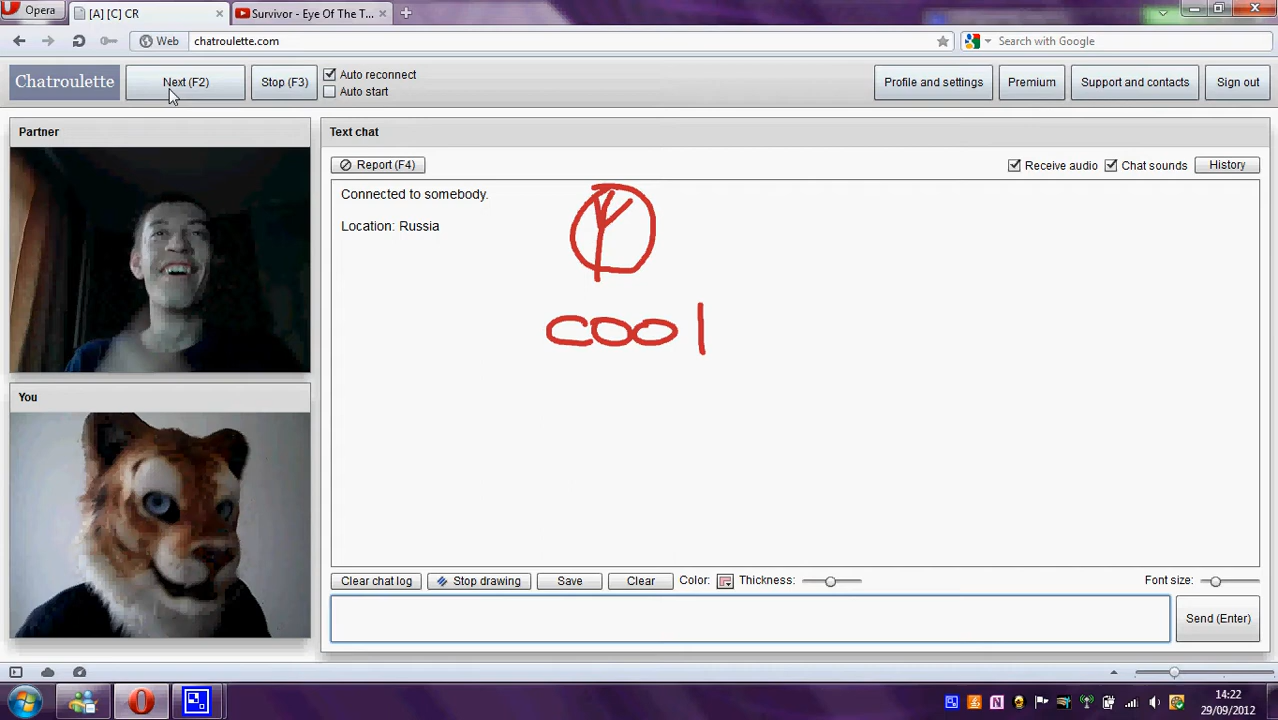 Opera
[A] [C] CR
Survivor - Eye Of The T...
Web
chatroulette.com
Search with Google
Chatroulette
Next (F2)
Stop (F3)
Auto reconnect
Auto start
Profile and settings
Premium
Support and contacts
Sign out
Partner
Text chat
Report (F4)
Receive audio
Chat sounds
History
Connected to somebody.
Location: Russia
cool
You
Clear chat log
Stop drawing
Save
Clear
Color:
Thickness:
Font size:
Send (Enter)
14:22
29/09/2012